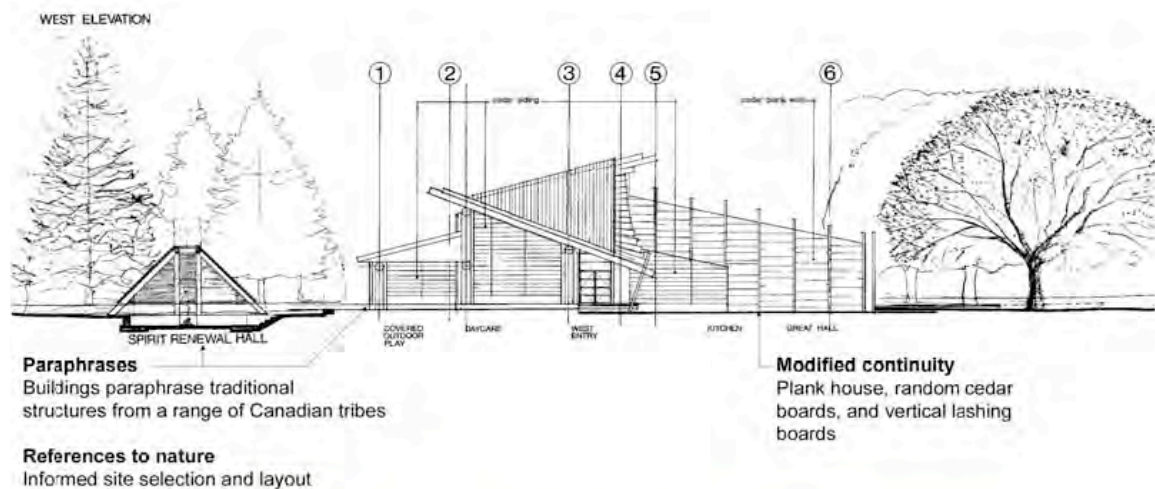 WEST ELEVATION
1 2 3 4 5 6
cedar siding
cedar plank wall
COVERED OUTDOOR PLAY
DAYCARE
WEST ENTRY
KITCHEN
GREAT HALL
SPIRIT RENEWAL HALL
Paraphrases
Buildings paraphrase traditional
structures from a range of Canadian tribes
References to nature
Informed site selection and layout
Modified continuity
Plank house, random cedar
boards, and vertical lashing
boards